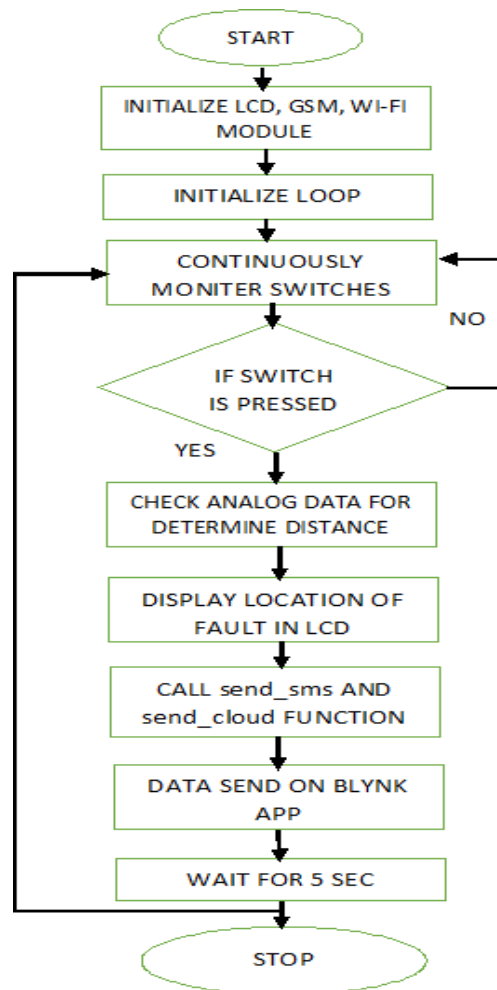 START
INITIALIZE LCD, GSM, WI-FI
MODULE
INITIALIZE LOOP
CONTINUOUSLY
MONITER SWITCHES
NO
IF SWITCH
IS PRESSED
YES
CHECK ANALOG DATA FOR
DETERMINE DISTANCE
DISPLAY LOCATION OF
FAULT IN LCD
CALL send_sms AND
send_cloud FUNCTION
DATA SEND ON BLYNK
APP
WAIT FOR 5 SEC
STOP